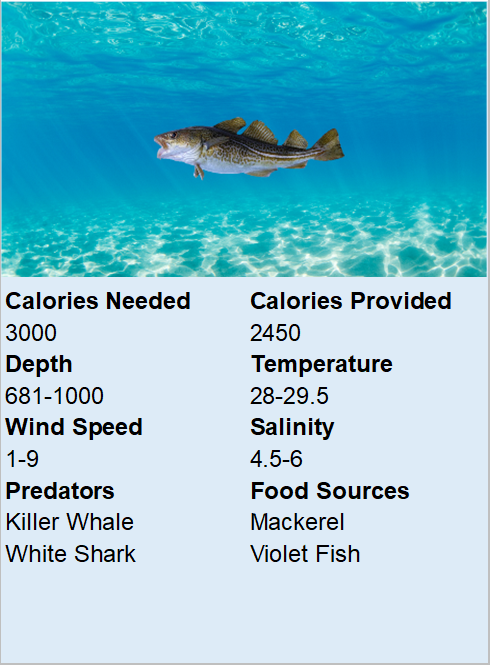 Calories Needed Calories Provided
3000 2450
Depth Temperature
681-1000 28-29.5
Wind Speed Salinity
1-9 4.5-6
Predators Food Sources
Killer Whale Mackerel
White Shark Violet Fish